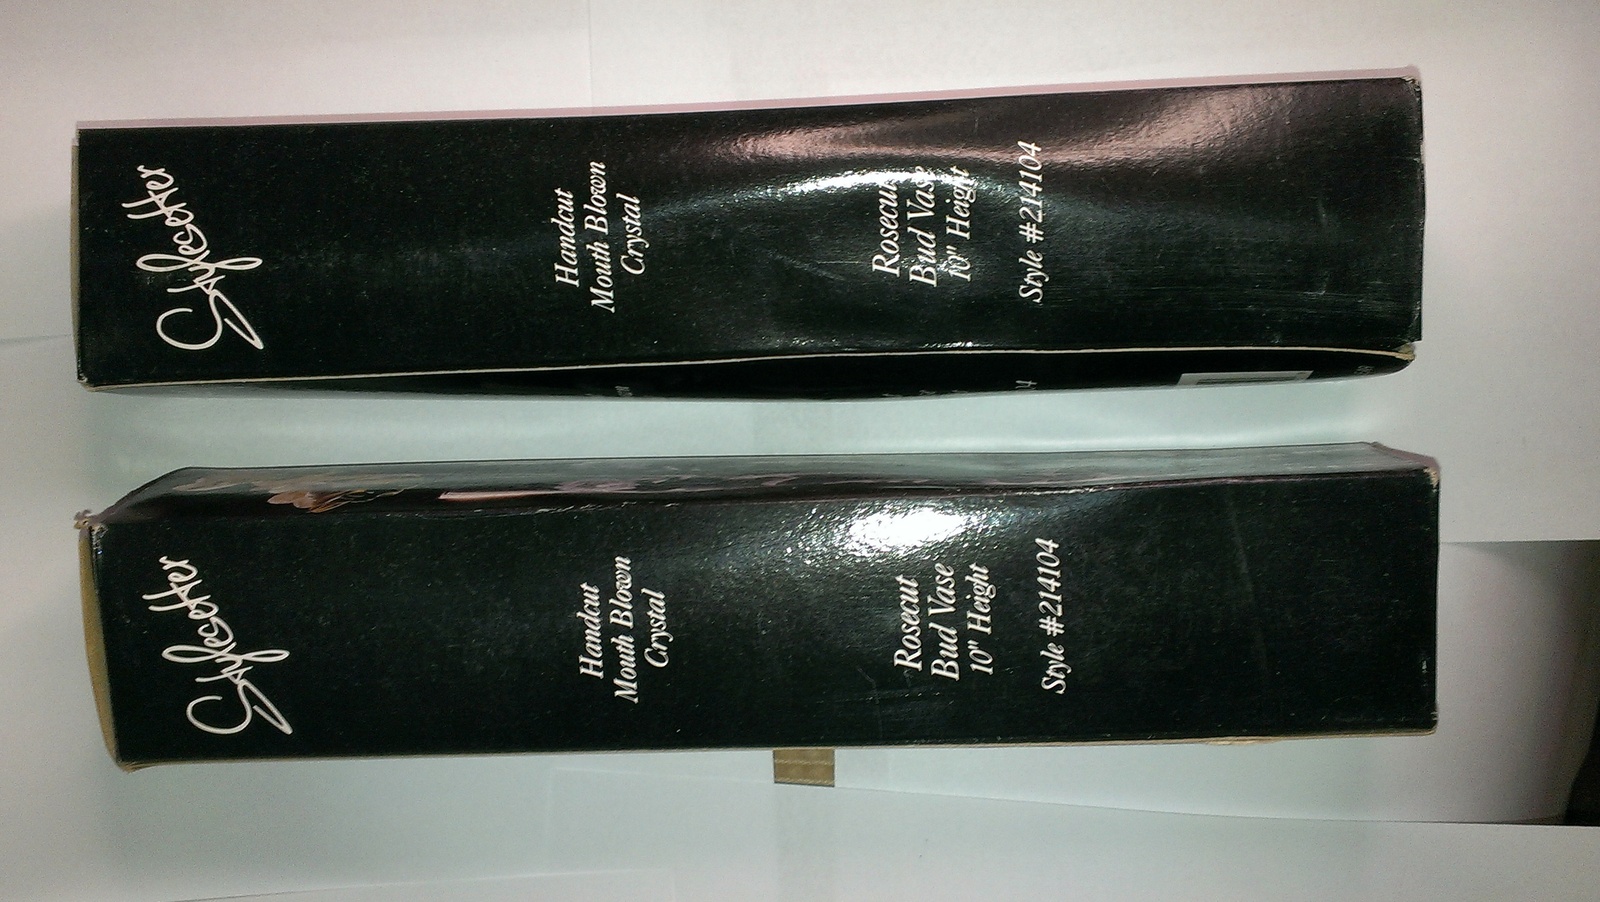 Stylesetter
Handcut
Mouth Blown
Crystal
Rosecut
Bud Vase
10" Height
Style #214104
Stylesetter
Handcut
Mouth Blown
Crystal
Rosecut
Bud Vase
10" Height
Style #214104